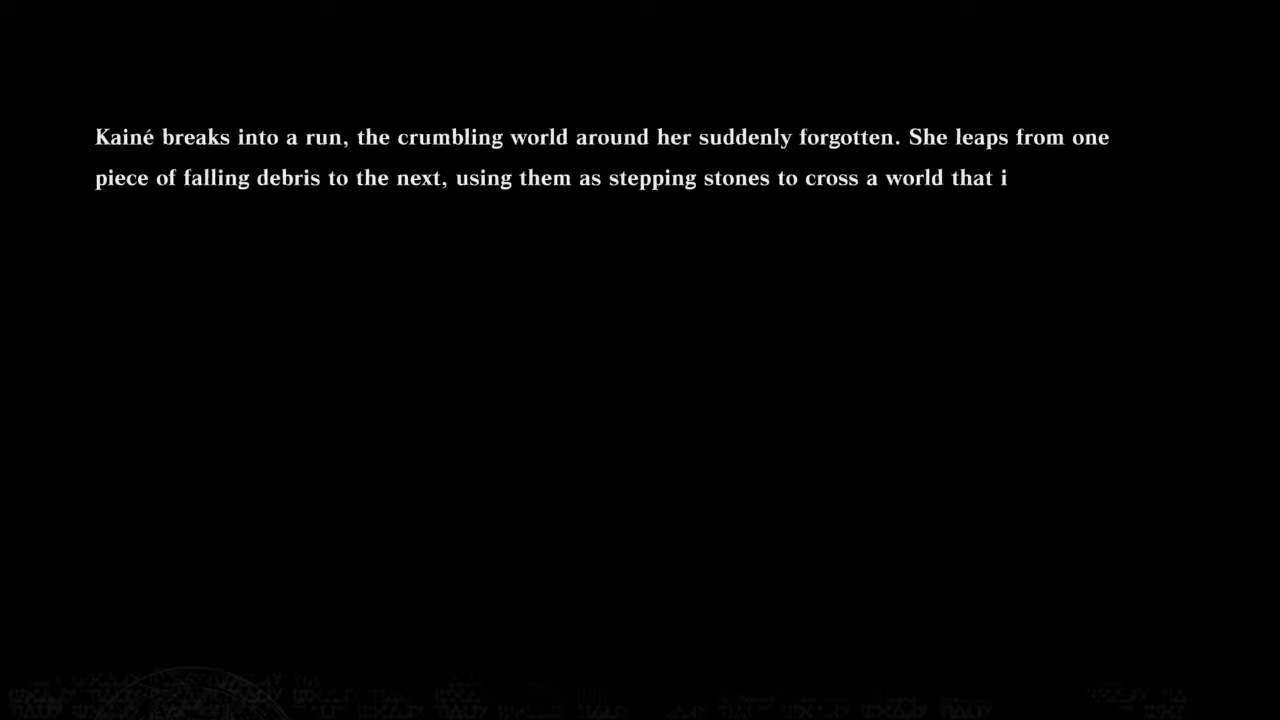 Kainé breaks into a run, the crumbling world around her suddenly forgotten. She leaps from one
piece of falling debris to the next, using them as stepping stones to cross a world that i